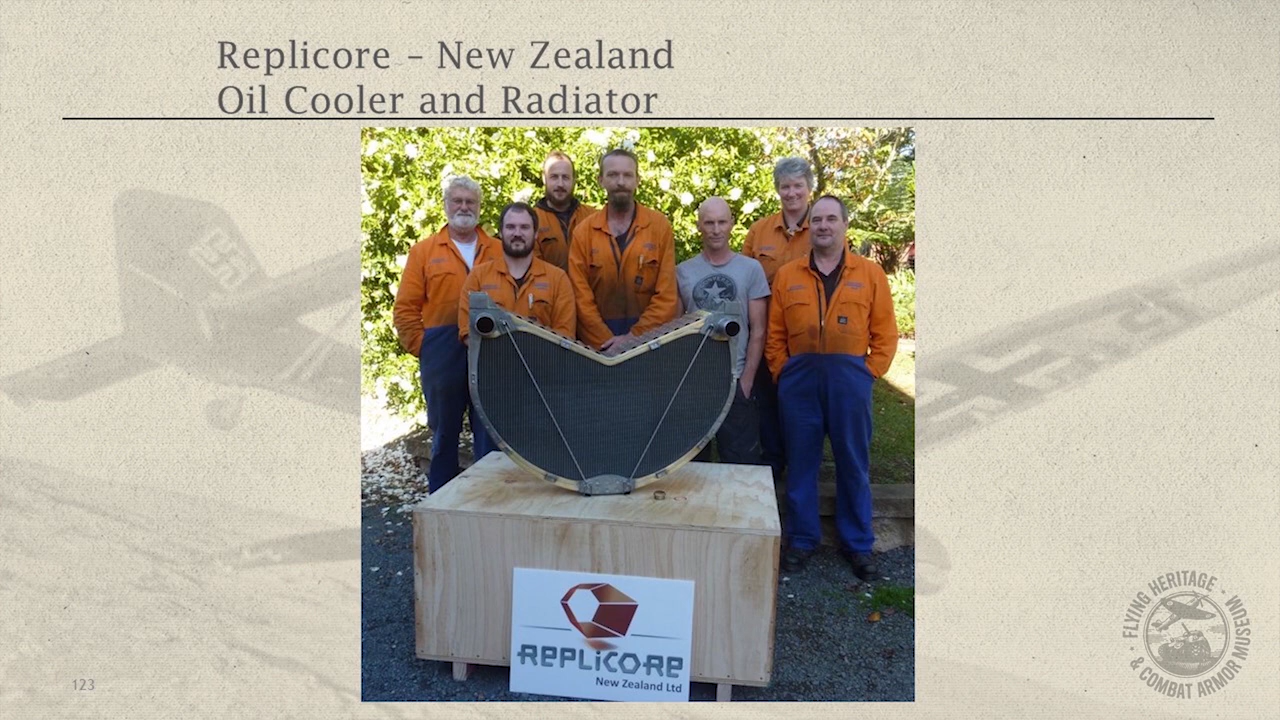 Replicore – New Zealand
Oil Cooler and Radiator
REPLiCORE
New Zealand Ltd
123
FLYING HERITAGE
& COMBAT ARMOR MUSEUM